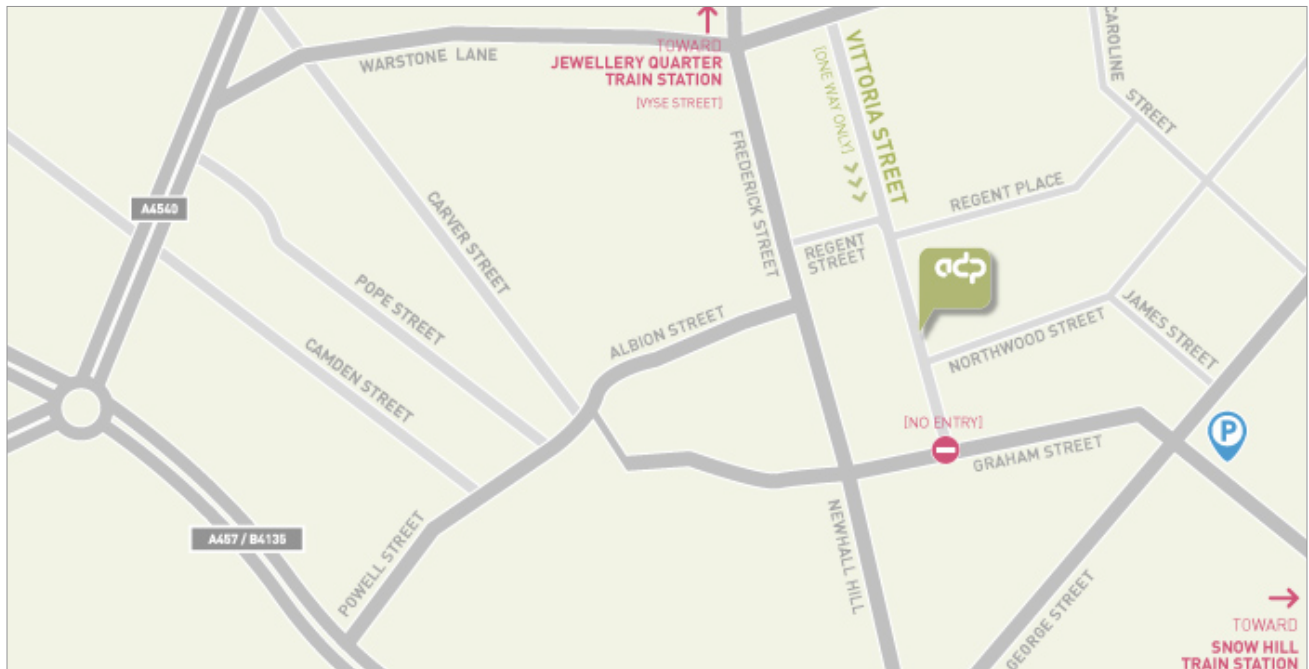 TOWARD
JEWELLERY QUARTER
TRAIN STATION
[VYSE STREET]
WARSTONE LANE
VITTORIA STREET
[ONE WAY ONLY] >>>
CAROLINE
STREET
FREDERICK STREET
REGENT PLACE
REGENT
STREET
A4540
CARVER STREET
POPE STREET
CAMDEN STREET
ALBION STREET
adp
JAMES STREET
NORTHWOOD STREET
[NO ENTRY]
GRAHAM STREET
P
NEWHALL HILL
A457 / B4135
POWELL STREET
GEORGE STREET
TOWARD
SNOW HILL
TRAIN STATION